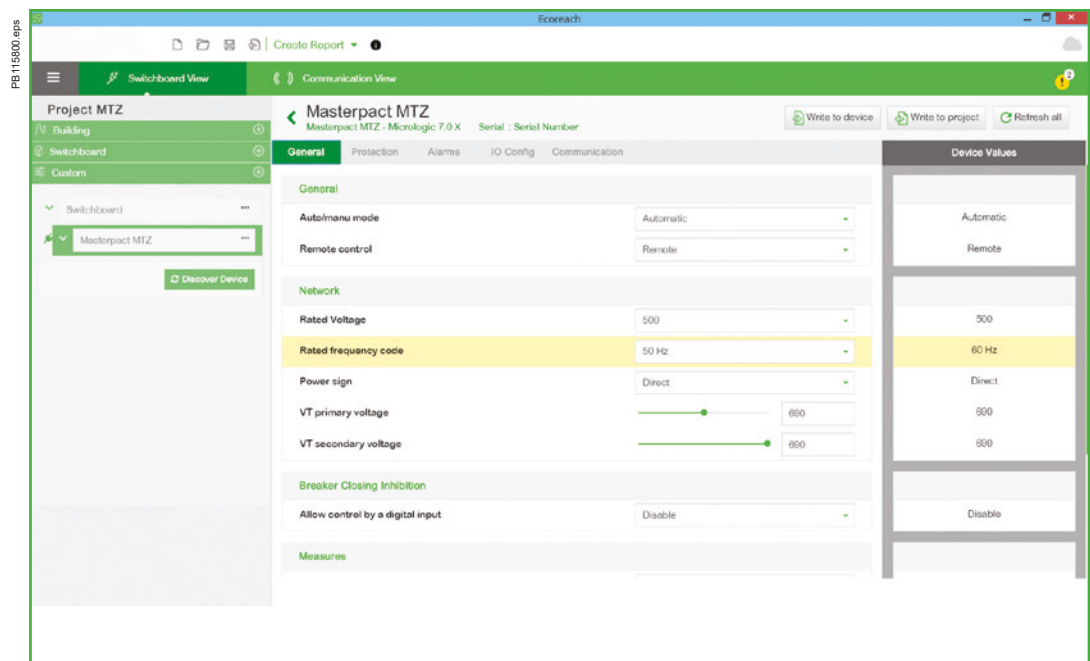 PB115800.eps
Ecoreach
Create Report
Switchboard View
Communication View
2
Project MTZ
Building
Switchboard
Custom
Switchboard
Masterpact MTZ
Discover Device
Masterpact MTZ
Masterpact MTZ - Micrologic 7.0 X Serial : Serial Number
Write to device
Write to project
Refresh all
General Protection Alarms IO Config Communication
Device Values
General
Auto/manu mode Automatic Automatic
Remote control Remote Remote
Network
Rated Voltage 500 500
Rated frequency code 50 Hz 60 Hz
Power sign Direct Direct
VT primary voltage 690 690
VT secondary voltage 690 690
Breaker Closing Inhibition
Allow control by a digital input Disable Disable
Measures